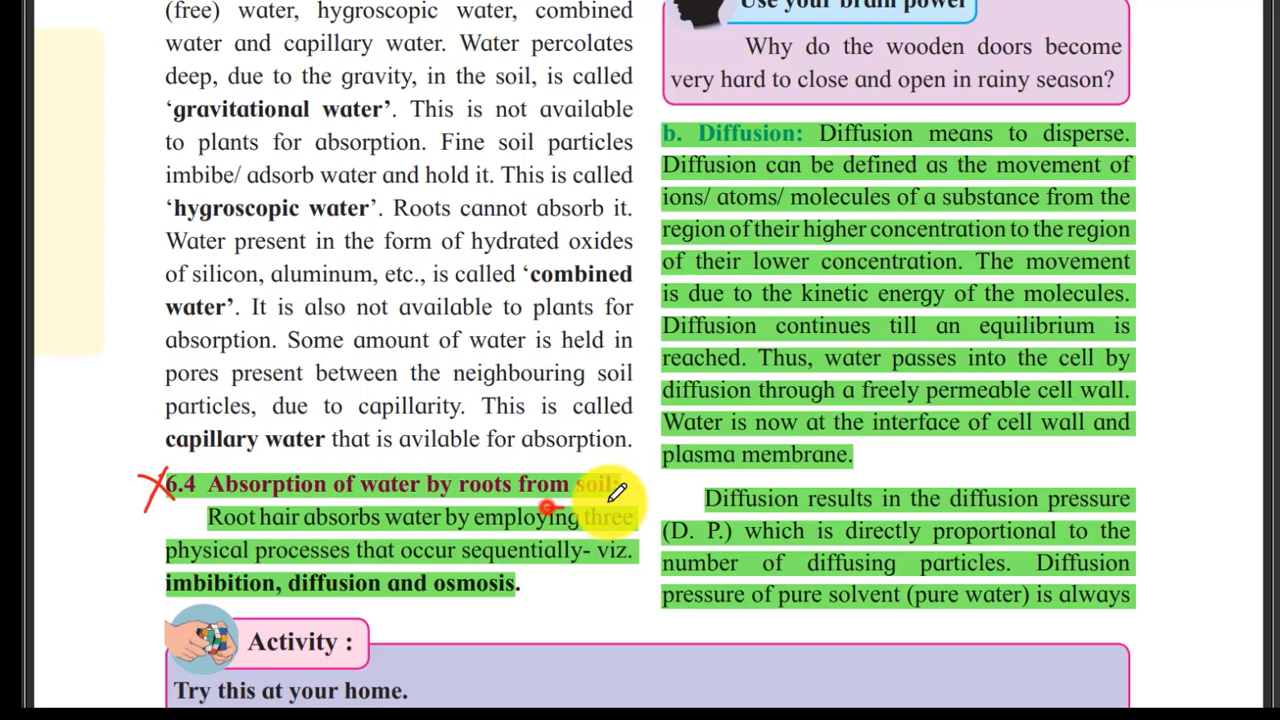 (free) water, hygroscopic water, combined
water and capillary water. Water percolates
deep, due to the gravity, in the soil, is called
‘gravitational water’. This is not available
to plants for absorption. Fine soil particles
imbibe/ adsorb water and hold it. This is called
‘hygroscopic water’. Roots cannot absorb it.
Water present in the form of hydrated oxides
of silicon, aluminum, etc., is called ‘combined
water’. It is also not available to plants for
absorption. Some amount of water is held in
pores present between the neighbouring soil
particles, due to capillarity. This is called
capillary water that is avilable for absorption.
6.4 Absorption of water by roots from soil:
Root hair absorbs water by employing three
physical processes that occur sequentially- viz.
imbibition, diffusion and osmosis.
Activity :
Try this at your home.
Use your brain power
Why do the wooden doors become
very hard to close and open in rainy season?
b. Diffusion: Diffusion means to disperse.
Diffusion can be defined as the movement of
ions/ atoms/ molecules of a substance from the
region of their higher concentration to the region
of their lower concentration. The movement
is due to the kinetic energy of the molecules.
Diffusion continues till an equilibrium is
reached. Thus, water passes into the cell by
diffusion through a freely permeable cell wall.
Water is now at the interface of cell wall and
plasma membrane.
Diffusion results in the diffusion pressure
(D. P.) which is directly proportional to the
number of diffusing particles. Diffusion
pressure of pure solvent (pure water) is always